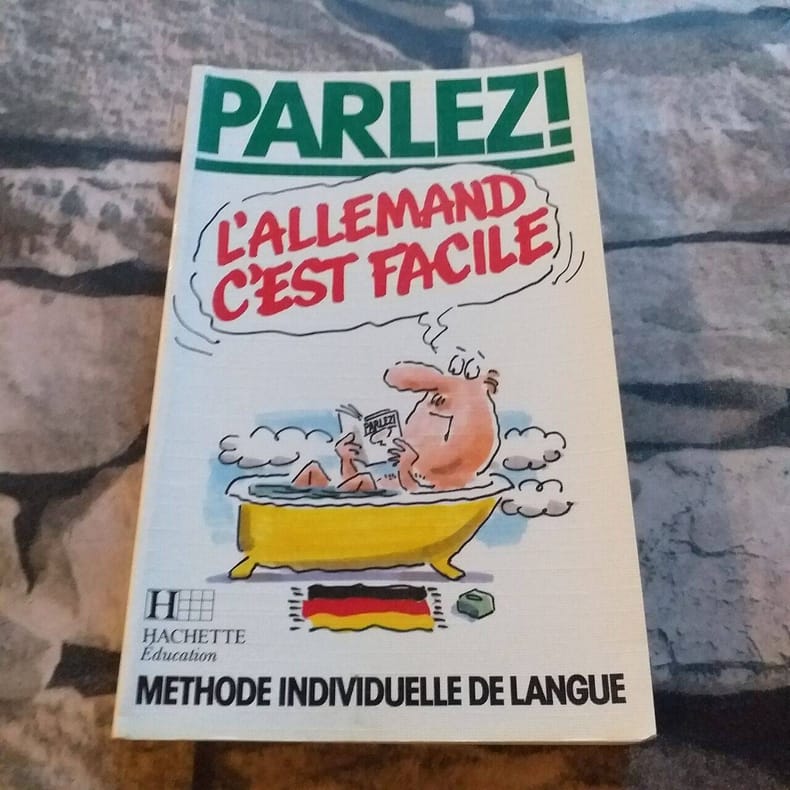 PARLEZ!
L'ALLEMAND
C'EST FACILE
PARLEZ!
H
HACHETTE
Éducation
METHODE INDIVIDUELLE DE LANGUE